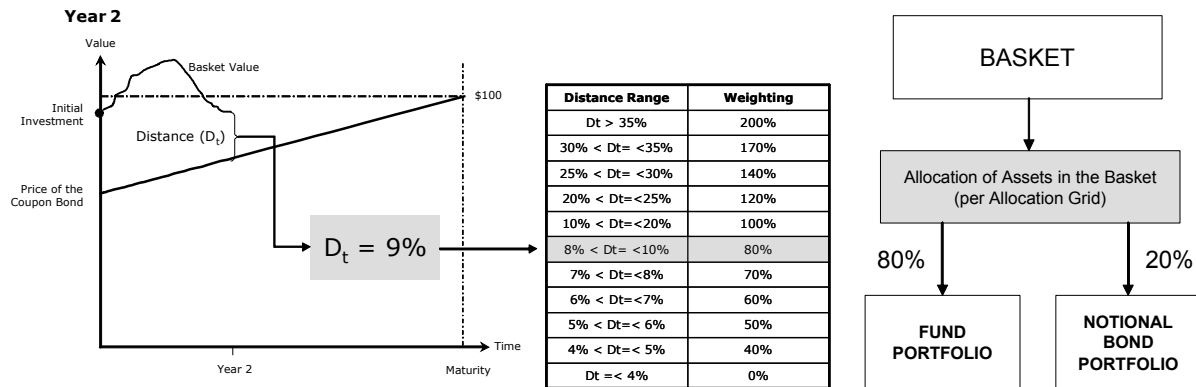 Year 2
Value
Basket Value
Initial
Investment
$100
Distance (Dt)
Price of the
Coupon Bond
Dt = 9%
Time
Year 2
Maturity
Distance Range Weighting
Dt > 35% 200%
30% < Dt= <35% 170%
25% < Dt= <30% 140%
20% < Dt=<25% 120%
10% < Dt=<20% 100%
8% < Dt= <10% 80%
7% < Dt=<8% 70%
6% < Dt=<7% 60%
5% < Dt=< 6% 50%
4% < Dt=< 5% 40%
Dt =< 4% 0%
BASKET
Allocation of Assets in the Basket
(per Allocation Grid)
80% 20%
FUND
PORTFOLIO
NOTIONAL
BOND
PORTFOLIO